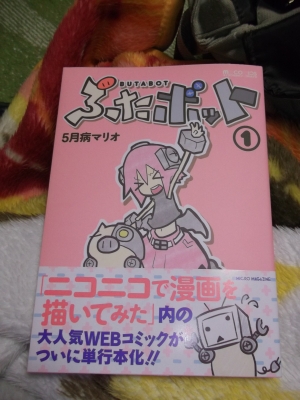 BUTABOT
ぶたボット
5月病マリオ
1
「ニコニコで漫画を
描いてみた」内の
大人気WEBコミックが
ついに単行本化!!